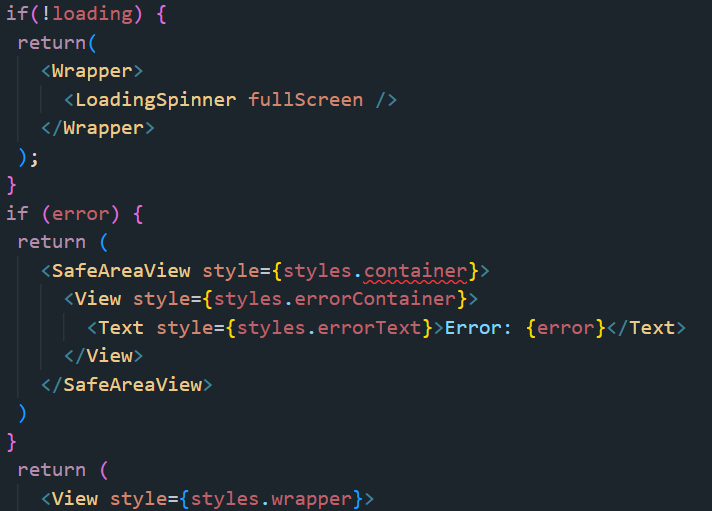 if(!loading) {
return(
<Wrapper>
<LoadingSpinner fullScreen />
</Wrapper>
);
}
if (error) {
return (
<SafeAreaView style={styles.container}>
<View style={styles.errorContainer}>
<Text style={styles.errorText}>Error: {error}</Text>
</View>
</SafeAreaView>
)
}
return (
<View style={styles.wrapper}>